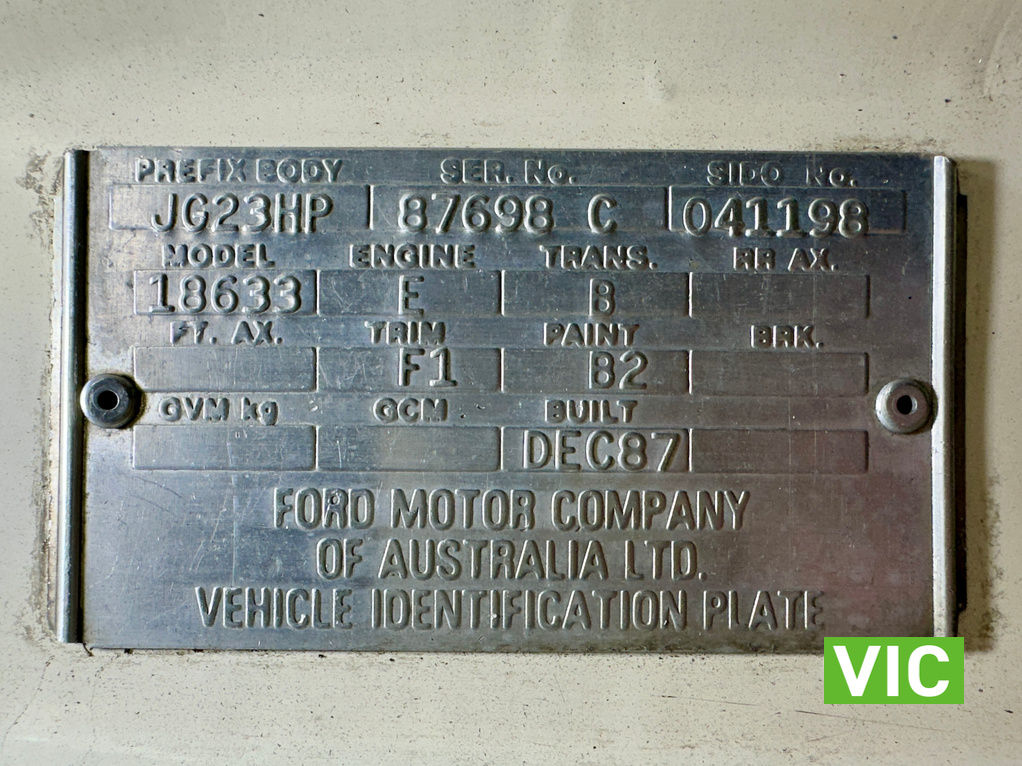 PREFIX BODY SER. No. SIDO No.
JG23HP 87698 C 041198
MODEL ENGINE TRANS. RR AX.
18633 E B
FT. AX. TRIM PAINT BRK.
F1 B2
GVM kg GCM BUILT
DEC87
FORD MOTOR COMPANY
OF AUSTRALIA LTD.
VEHICLE IDENTIFICATION PLATE
VIC